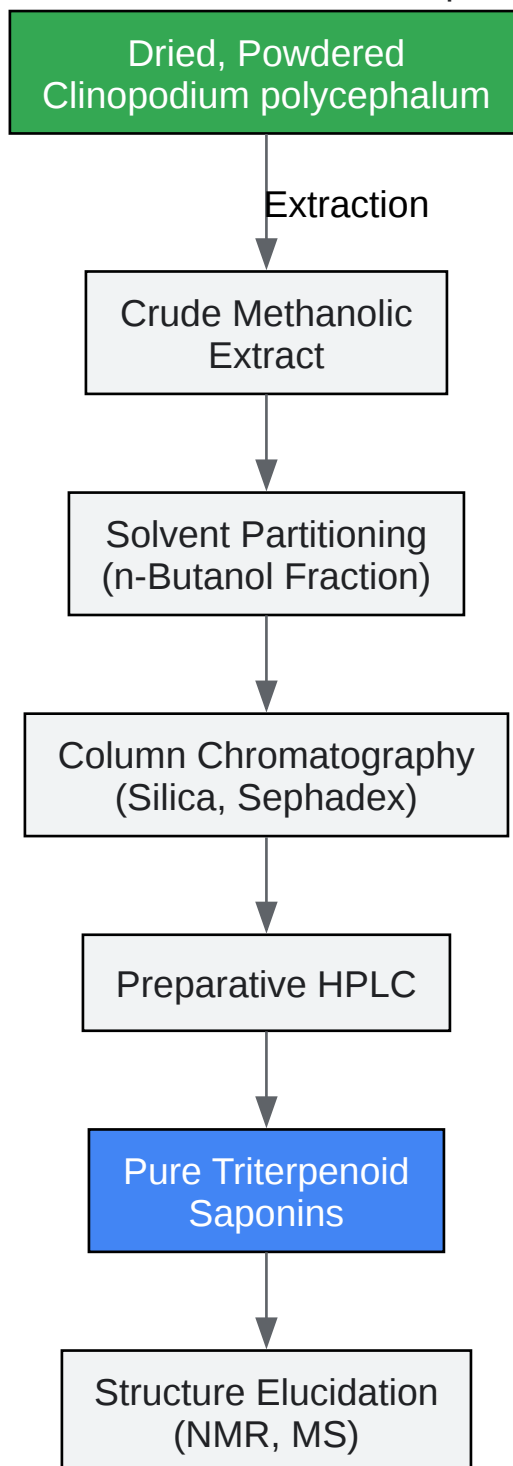 Dried, Powdered
Clinopodium polycephalum
Extraction
Crude Methanolic
Extract
Solvent Partitioning
(n-Butanol Fraction)
Column Chromatography
(Silica, Sephadex)
Preparative HPLC
Pure Triterpenoid
Saponins
Structure Elucidation
(NMR, MS)